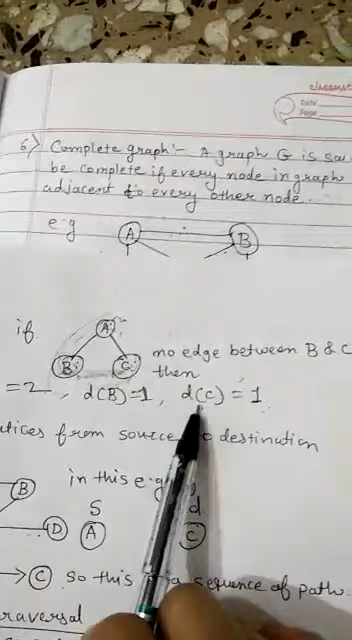 classmate
Date
Page
6) Complete graph :- A graph G is sai
be complete if every node in graph
adjacent to every other node.
e.g
A B
if A
B C no edge between B & C
then
= 2 , d(B)=1, d(C) = 1
tices from source to destination
B in this e.g
S d
D A C
→ C so this a sequence of path.
raversal